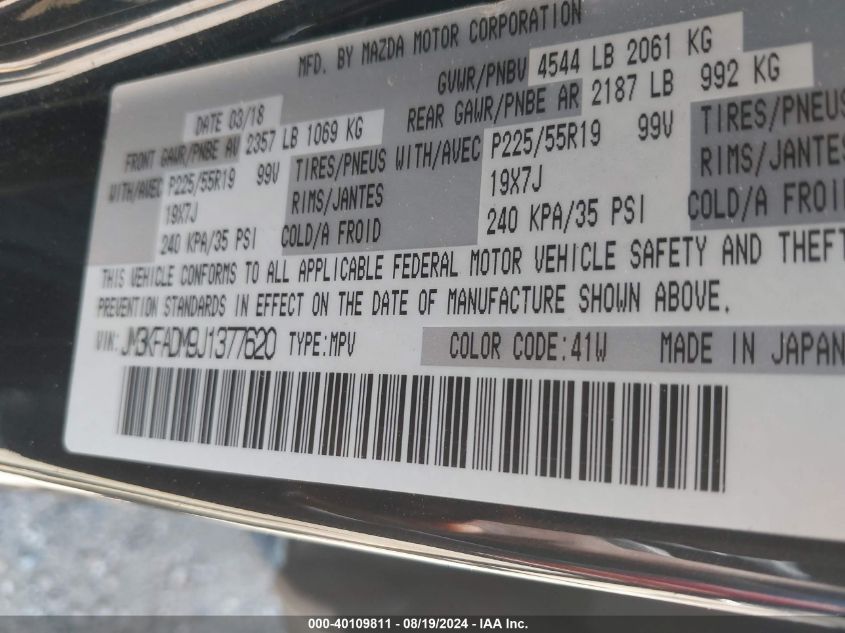 MFD. BY MAZDA MOTOR CORPORATION
DATE 03/18 GVWR/PNBV 4544 LB 2061 KG
FRONT GAWR/PNBE AV 2357 LB 1069 KG REAR GAWR/PNBE AR 2187 LB 992 KG
WITH/AVEC P225/55R19 99V TIRES/PNEUS WITH/AVEC P225/55R19 99V TIRES/PNEUS
19X7J RIMS/JANTES 19X7J RIMS/JANTES
240 KPA/35 PSI COLD/A FROID 240 KPA/35 PSI COLD/A FROID
THIS VEHICLE CONFORMS TO ALL APPLICABLE FEDERAL MOTOR VEHICLE SAFETY AND THEFT
PREVENTION STANDARDS IN EFFECT ON THE DATE OF MANUFACTURE SHOWN ABOVE.
VIN: JM3KFADM9J1377620 TYPE:MPV COLOR CODE:41W MADE IN JAPAN
000-40109811 - 08/19/2024 - IAA Inc.